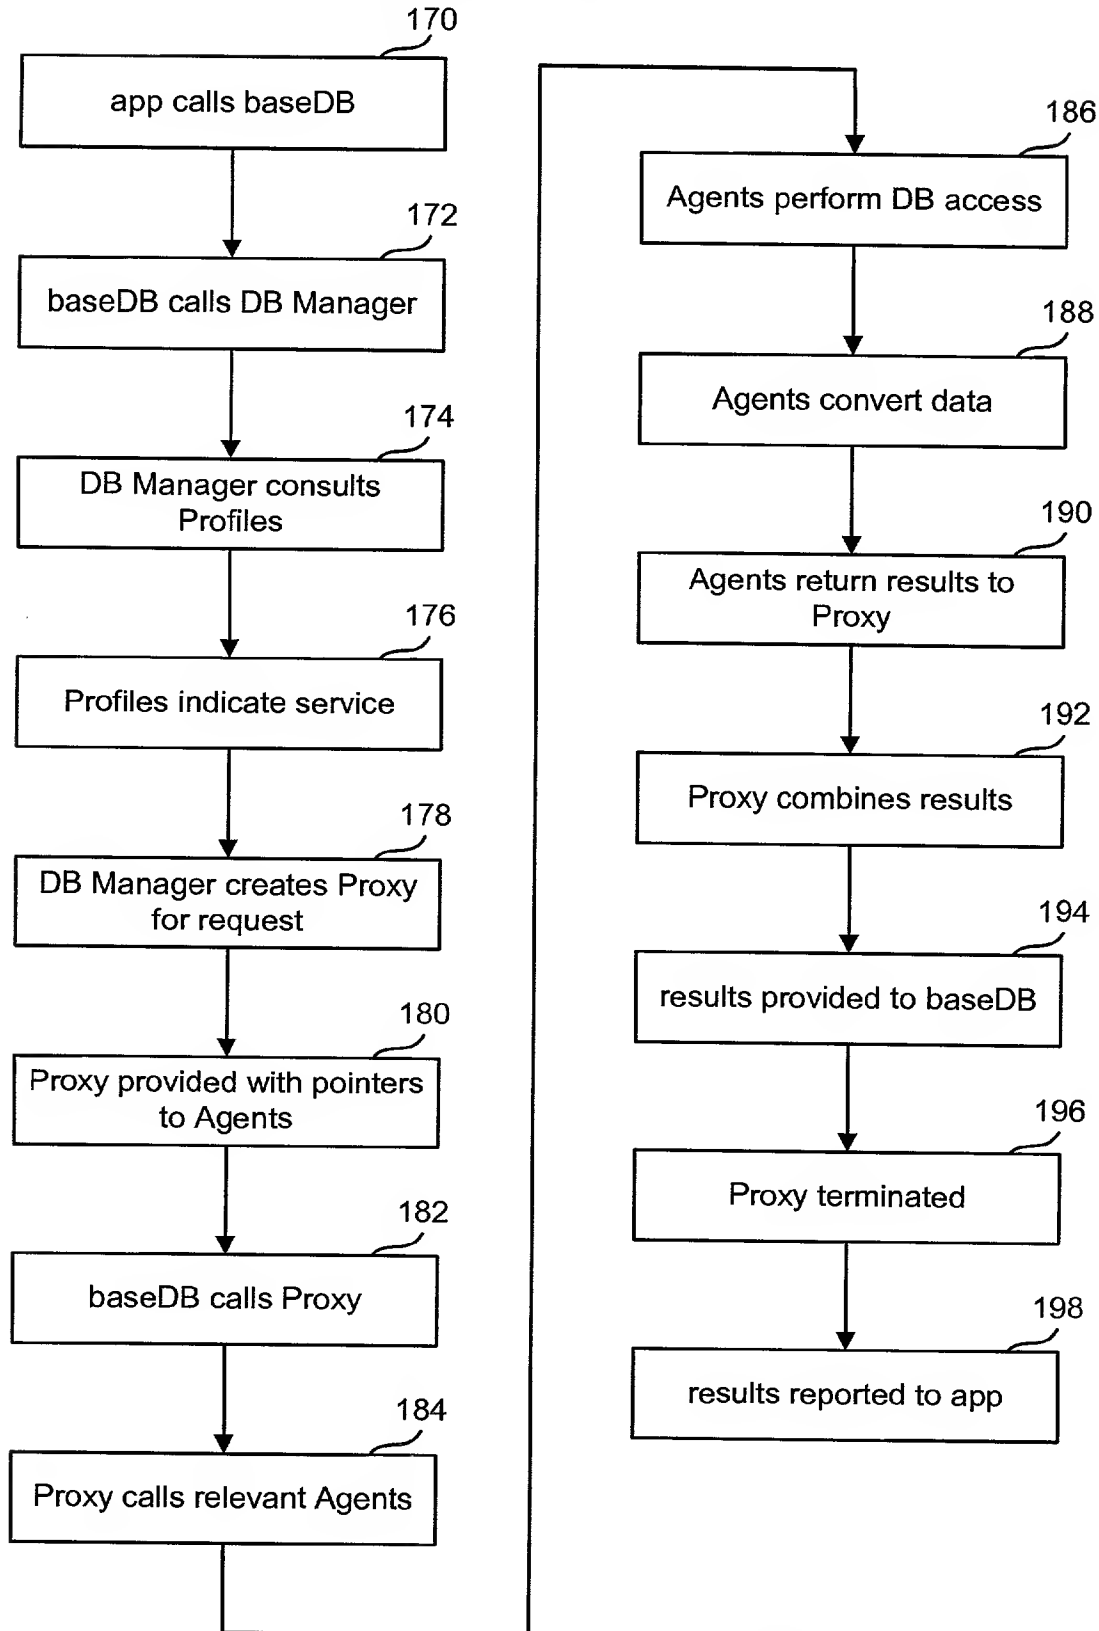 170
app calls baseDB
172
baseDB calls DB Manager
174
DB Manager consults
Profiles
176
Profiles indicate service
178
DB Manager creates Proxy
for request
180
Proxy provided with pointers
to Agents
182
baseDB calls Proxy
184
Proxy calls relevant Agents
186
Agents perform DB access
188
Agents convert data
190
Agents return results to
Proxy
192
Proxy combines results
194
results provided to baseDB
196
Proxy terminated
198
results reported to app